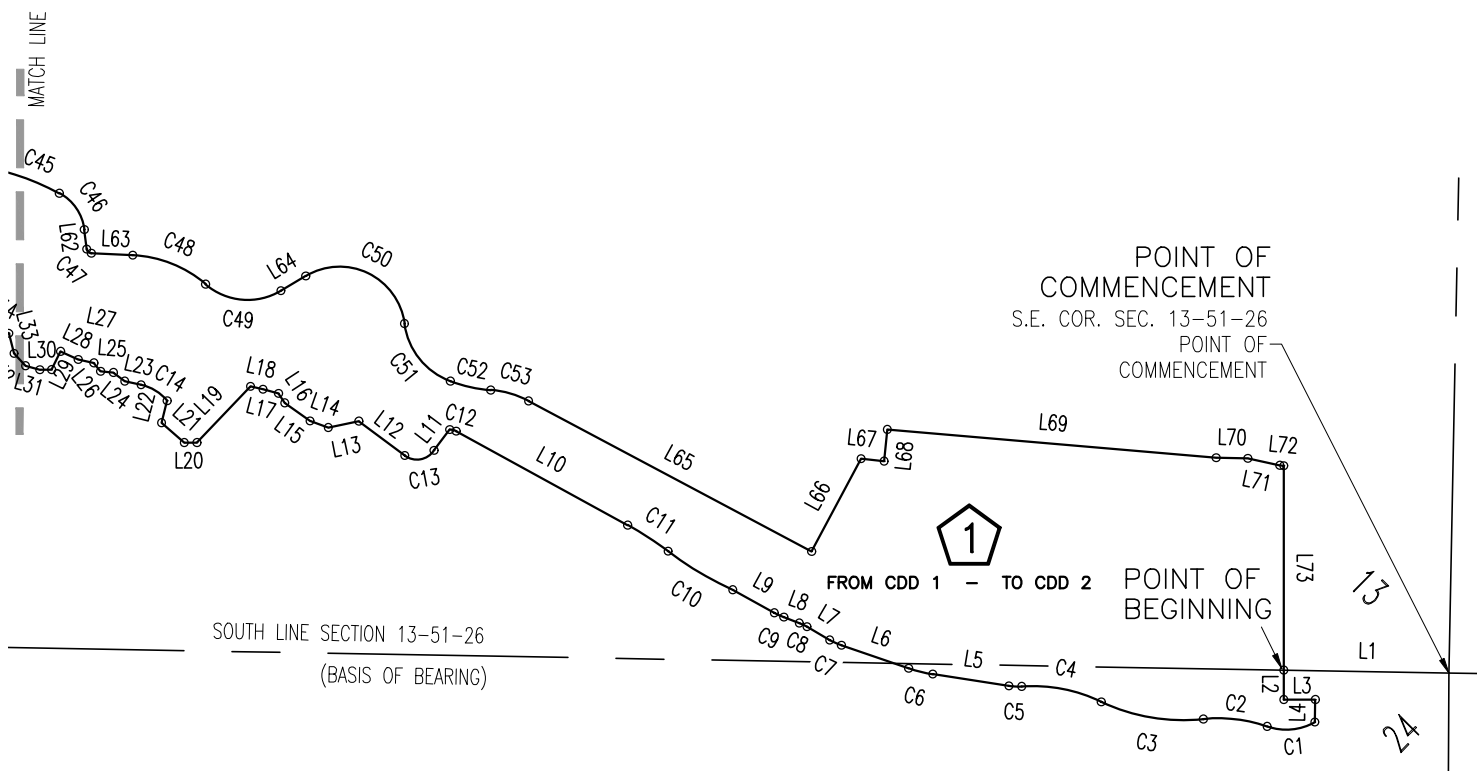 MATCH LINE
C45
C46
L62
L63
C47
C48
L64
C50
C49
C51
C52
C53
L33
L30
L31
L29
L28
L27
L26
L25
L24
L23
C14
L22
L21
L20
L19
L18
L17
L16
L15
L14
L13
L12
L11
C12
C13
L10
L65
L66
L67
L68
L69
L70
L71
L72
L73
C11
C10
L9
C9
L8
C8
L7
C7
L6
C6
L5
C5
C4
C3
C2
C1
L4
L3
L2
L1
POINT OF
COMMENCEMENT
S.E. COR. SEC. 13–51–26
POINT OF
COMMENCEMENT
1
FROM CDD 1 – TO CDD 2
POINT OF
BEGINNING
13
24
SOUTH LINE SECTION 13–51–26
(BASIS OF BEARING)